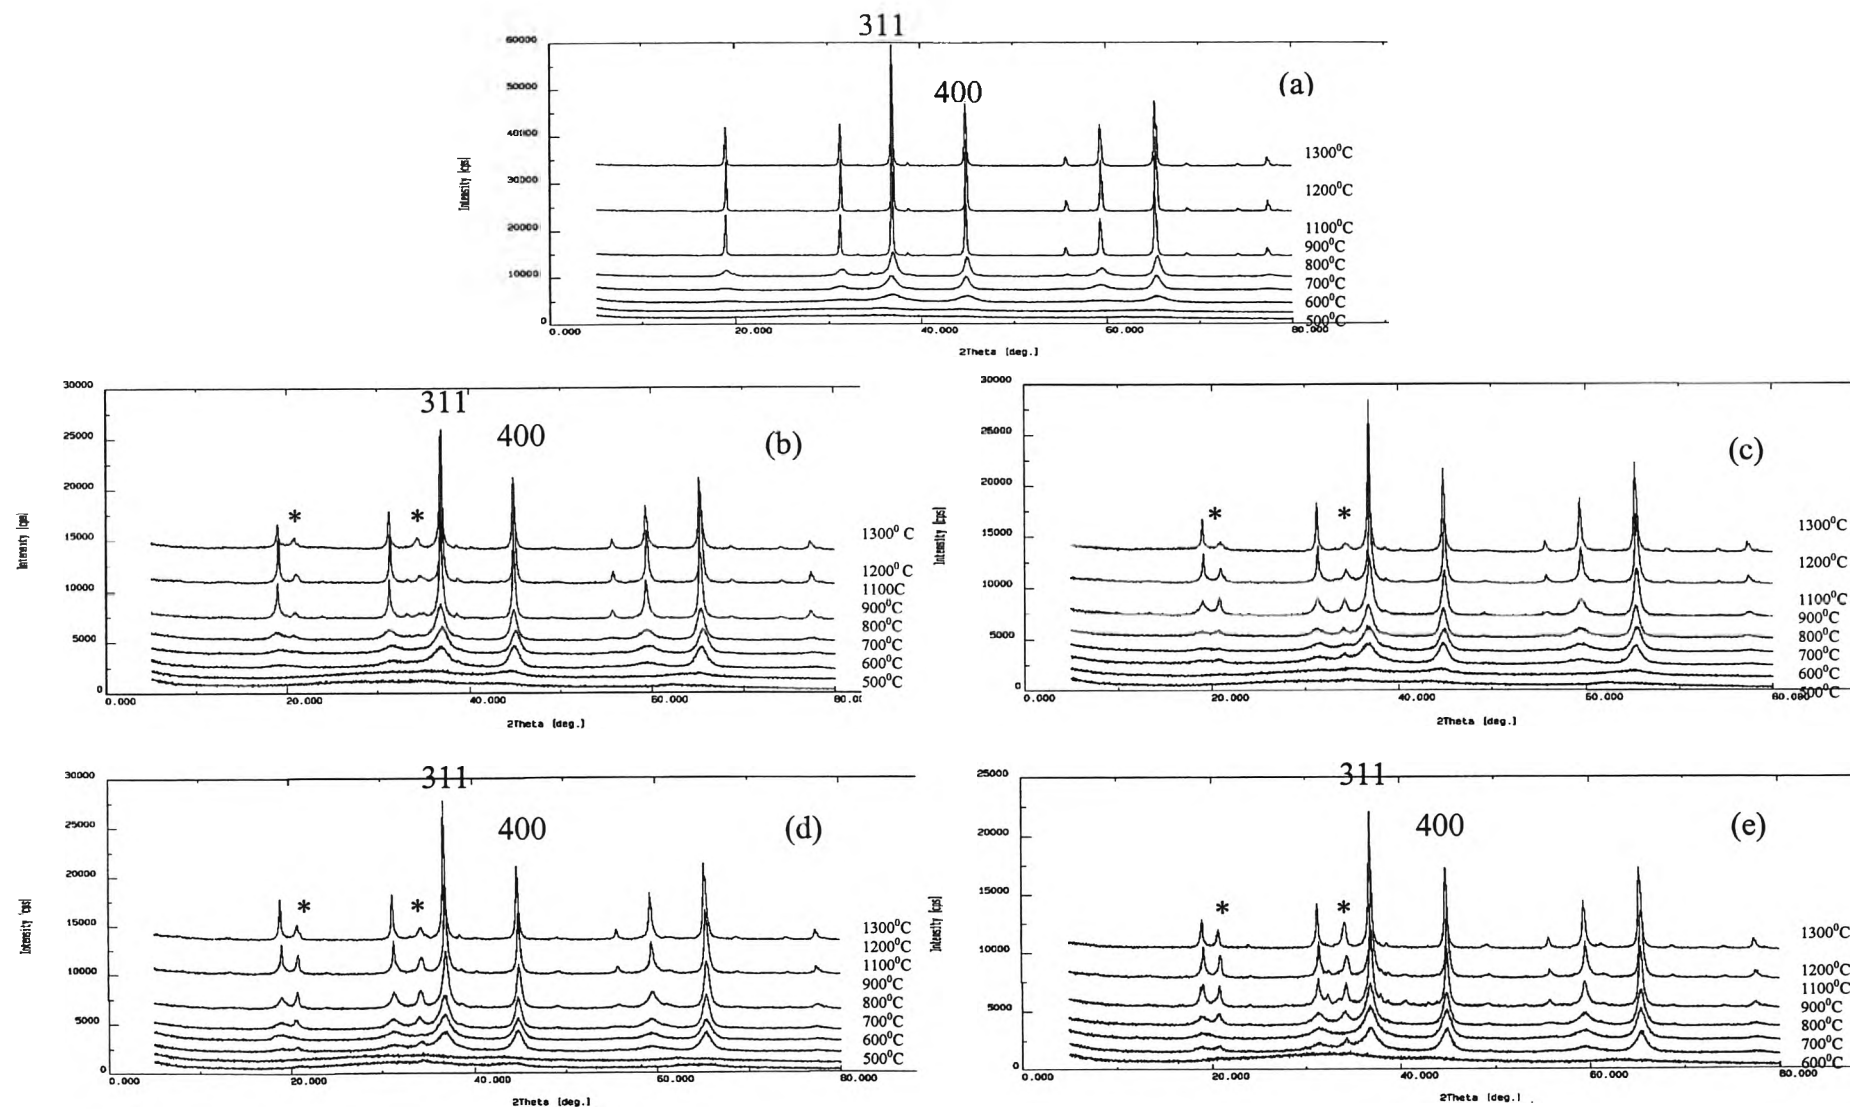 311
400
(a)
60000
50000
40000
30000
20000
10000
0
Intensity [cps]
1300⁰C
1200⁰C
1100⁰C
900⁰C
800⁰C
700⁰C
600⁰C
500⁰C
0.000 20.000 40.000 60.000 80.000
2Theta [deg.]
311
400
(b)
30000
25000
20000
15000
10000
5000
0
Intensity [cps]
* *
1300⁰ C
1200⁰ C
1100C
900⁰C
800⁰C
700⁰C
600⁰C
500⁰C
0.000 20.000 40.000 60.000 80.0
2Theta [deg.]
(c)
30000
25000
20000
15000
10000
5000
0
Intensity [cps]
* *
1300⁰C
1200⁰C
1100⁰C
900⁰C
800⁰C
700⁰C
600⁰C
500⁰C
0.000 20.000 40.000 60.000 80.000
2Theta [deg.]
311
400
(d)
30000
25000
20000
15000
10000
5000
0
Intensity [cps]
* *
1300⁰C
1200⁰C
1100⁰C
900⁰C
800⁰C
700⁰C
600⁰C
500⁰C
0.000 20.000 40.000 60.000 80.000
2Theta [deg.]
311
400
(e)
25000
20000
15000
10000
5000
0
Intensity [cps]
* *
1300⁰C
1200⁰C
1100⁰C
900⁰C
800⁰C
700⁰C
600⁰C
0.000 20.000 40.000 60.000 80.000
2Theta [deg.]